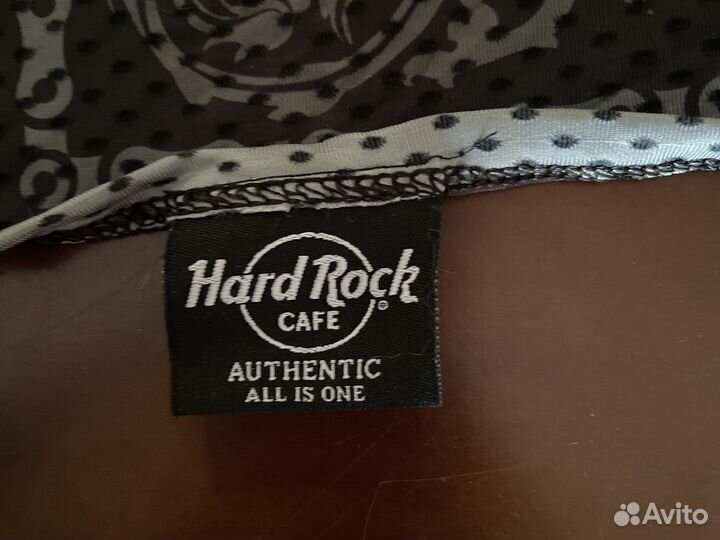 Hard Rock
CAFE
®
AUTHENTIC
ALL IS ONE
Avito